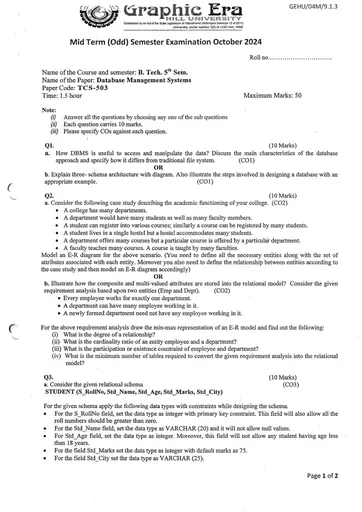 GEHU/04M/9.1.3
Graphic Era
HILL UNIVERSITY
Mid Term (Odd) Semester Examination October 2024
Roll no..............................
Name of the Course and semester: B. Tech. 5th Sem.
Name of the Paper: Database Management Systems
Paper Code: TCS-503
Time: 1.5 hour Maximum Marks: 50
Note:
(i) Answer all the questions by choosing any one of the sub questions
(ii) Each question carries 10 marks.
(iii) Please specify COs against each question.
Q1. (10 Marks)
a. How DBMS is useful to access and manipulate the data? Discuss the main characteristics of the database
approach and specify how it differs from traditional file system. (CO1)
OR
b. Explain three- schema architecture with diagram. Also illustrate the steps involved in designing a database with an
appropriate example. (CO1)
Q2. (10 Marks)
a. Consider the following case study describing the academic functioning of your college. (CO2)
• A college has many departments.
• A department would have many students as well as many faculty members.
• A student can register into various courses; similarly a course can be registered by many students.
• A student lives in a single hostel but a hostel accommodates many students.
• A department offers many courses but a particular course is offered by a particular department.
• A faculty teaches many courses. A course is taught by many faculties.
Model an E-R diagram for the above scenario. (You need to define all the necessary entities along with the set of
attributes associated with each entity. Moreover you also need to define the relationship between entities according to
the case study and then model an E-R diagram accordingly)
OR
b. Illustrate how the composite and multi-valued attributes are stored into the relational model? Consider the given
requirement analysis based upon two entities (Emp and Dept). (CO2)
• Every employee works for exactly one department.
• A department can have many employee working in it.
• A newly formed department need not have any employee working in it.
For the above requirement analysis draw the min-max representation of an E-R model and find out the following:
(i) What is the degree of a relationship?
(ii) What is the cardinality ratio of an entity employee and a department?
(iii) What is the participation or existence constraint of employee and department?
(iv) What is the minimum number of tables required to convert the given requirement analysis into the relational
model?
Q3. (10 Marks)
a. Consider the given relational schema (CO3)
STUDENT (S_RollNo, Std_Name, Std_Age, Std_Marks, Std_City)
For the given schema apply the following data types with constraints while designing the schema.
• For the S_RollNo field, set the data type as integer with primary key constraint. This field will also allow all the
roll numbers should be greater than zero.
• For the Std_Name field, set the data type as VARCHAR (20) and it will not allow null values.
• For Std_Age field, set the data type as integer. Moreover, this field will not allow any student having age less
than 18 years.
• For the field Std_Marks set the data type as integer with default marks as 75.
• For the field Std_City set the data type as VARCHAR (25).
Page 1 of 2